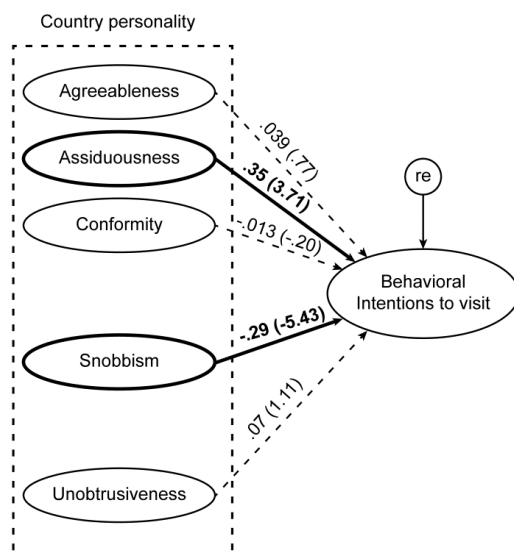 Country personality
Agreeableness
.039 (.77)
Assiduousness
.35 (3.71)
re
Conformity
-.013 (-.20)
Behavioral
Intentions to visit
Snobbism
-.29 (-5.43)
.07 (1.11)
Unobtrusiveness